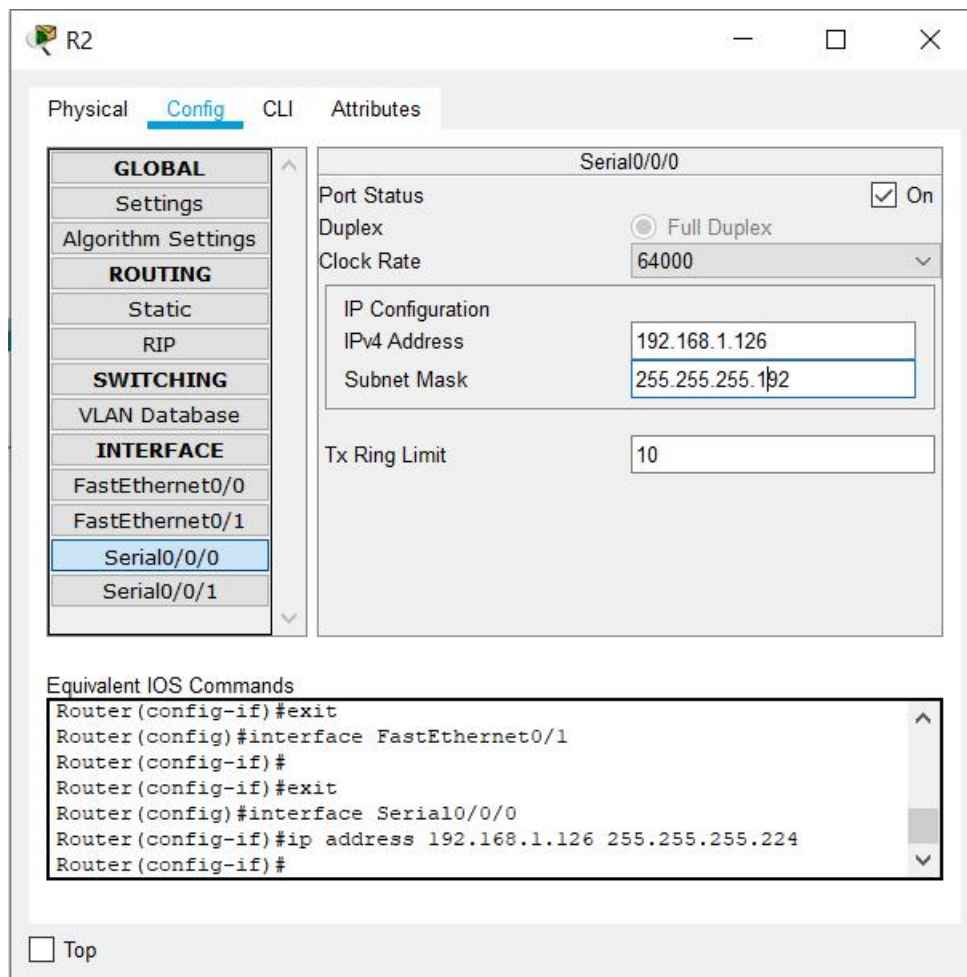 R2
Physical Config CLI Attributes
GLOBAL
Settings
Algorithm Settings
ROUTING
Static
RIP
SWITCHING
VLAN Database
INTERFACE
FastEthernet0/0
FastEthernet0/1
Serial0/0/0
Serial0/0/1
Serial0/0/0
Port Status On
Duplex Full Duplex
Clock Rate 64000
IP Configuration
IPv4 Address 192.168.1.126
Subnet Mask 255.255.255.192
Tx Ring Limit 10
Equivalent IOS Commands
Router(config-if)#exit
Router(config)#interface FastEthernet0/1
Router(config-if)#
Router(config-if)#exit
Router(config)#interface Serial0/0/0
Router(config-if)#ip address 192.168.1.126 255.255.255.224
Router(config-if)#
Top